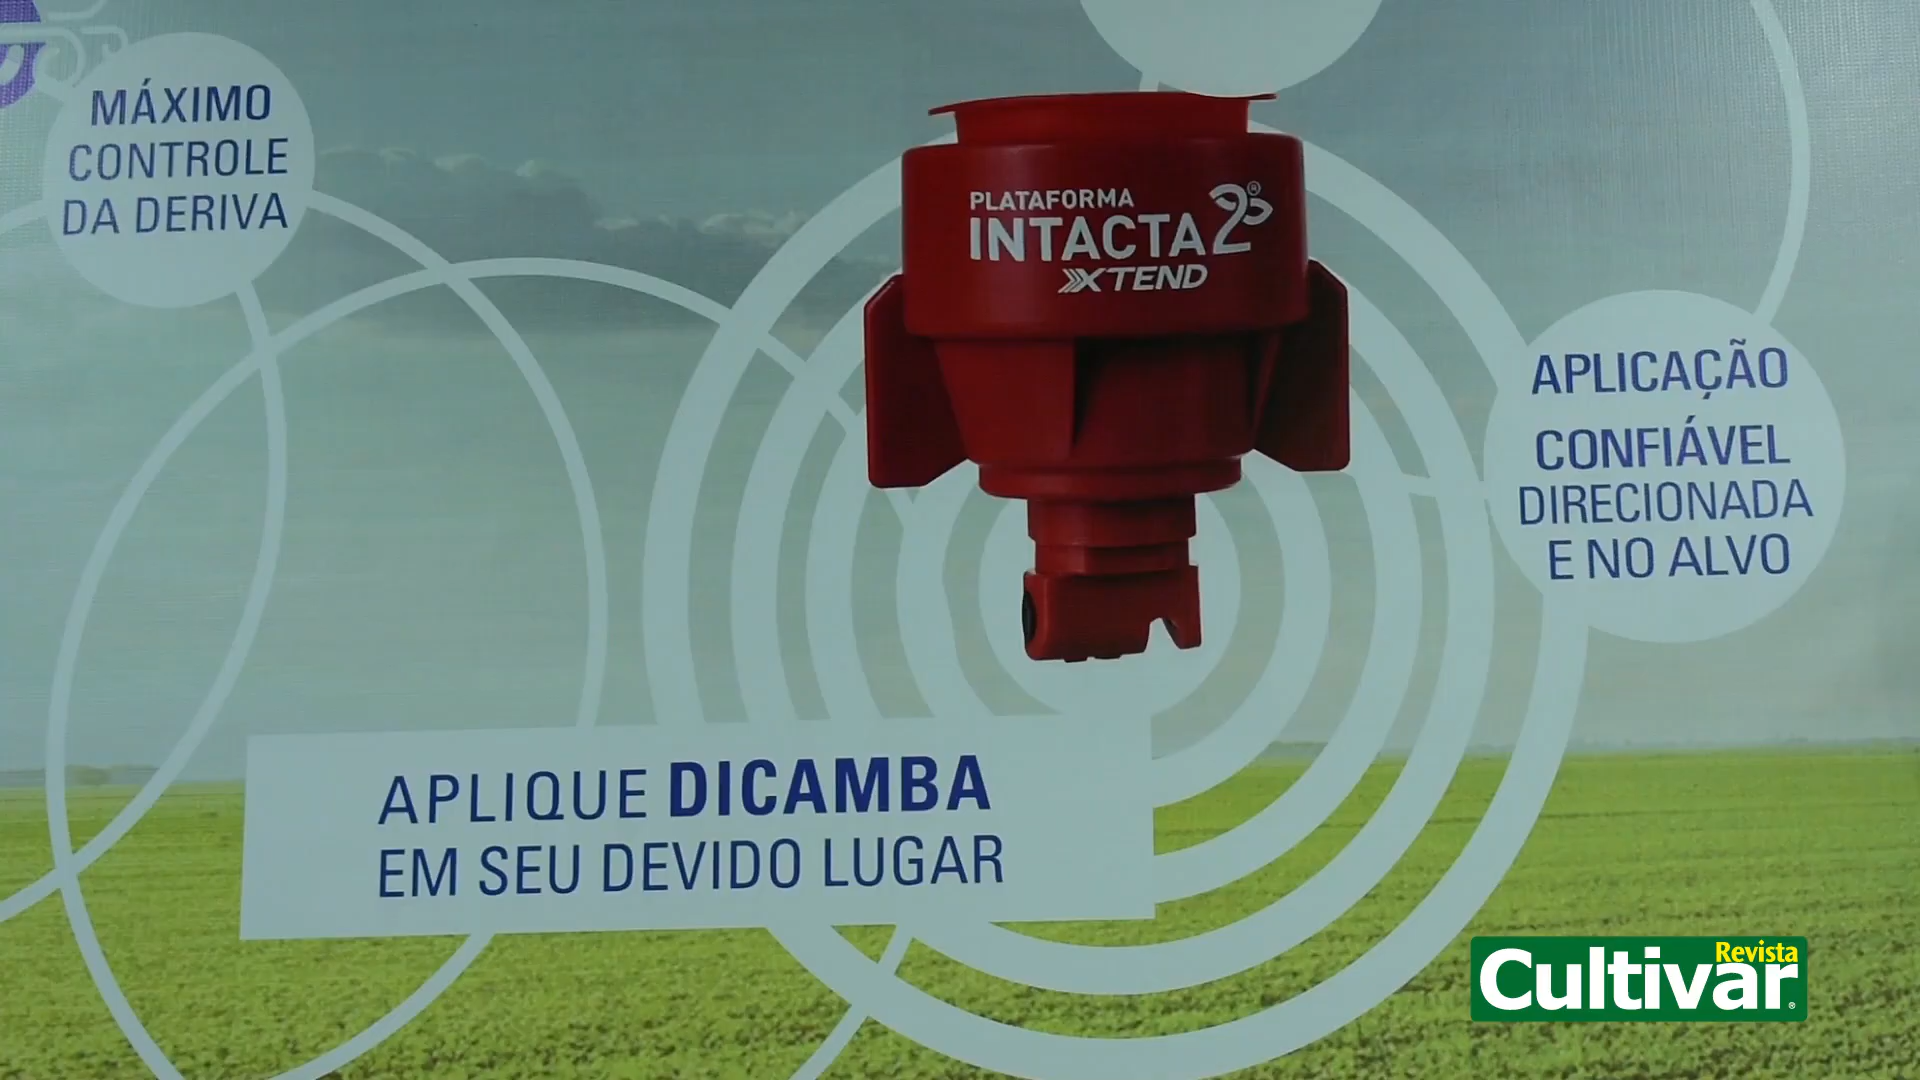 MÁXIMO
CONTROLE
DA DERIVA
PLATAFORMA
INTACTA 2®
XTEND
APLICAÇÃO
CONFIÁVEL
DIRECIONADA
E NO ALVO
APLIQUE DICAMBA
EM SEU DEVIDO LUGAR
Revista
Cultivar®